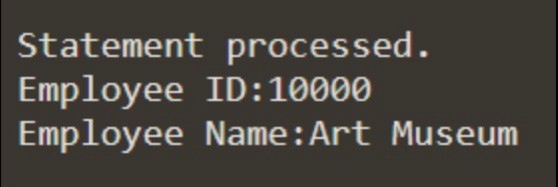 Statement processed.
Employee ID:10000
Employee Name:Art Museum